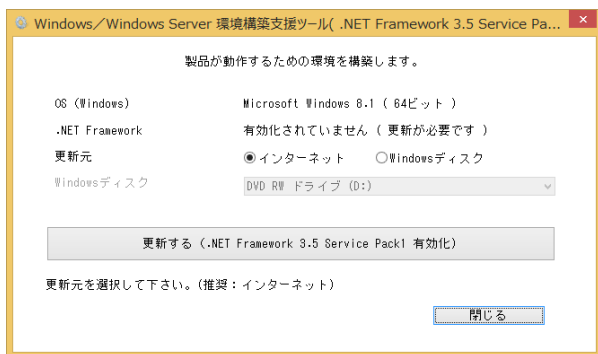 Windows／Windows Server 環境構築支援ツール( .NET Framework 3.5 Service Pa...
製品が動作するための環境を構築します。
OS (Windows) Microsoft Windows 8.1 ( 64ビット )
.NET Framework 有効化されていません ( 更新が必要です )
更新元 インターネット Windowsディスク
Windowsディスク DVD RW ドライブ (D:)
更新する (.NET Framework 3.5 Service Pack1 有効化)
更新元を選択して下さい。(推奨：インターネット)
閉じる